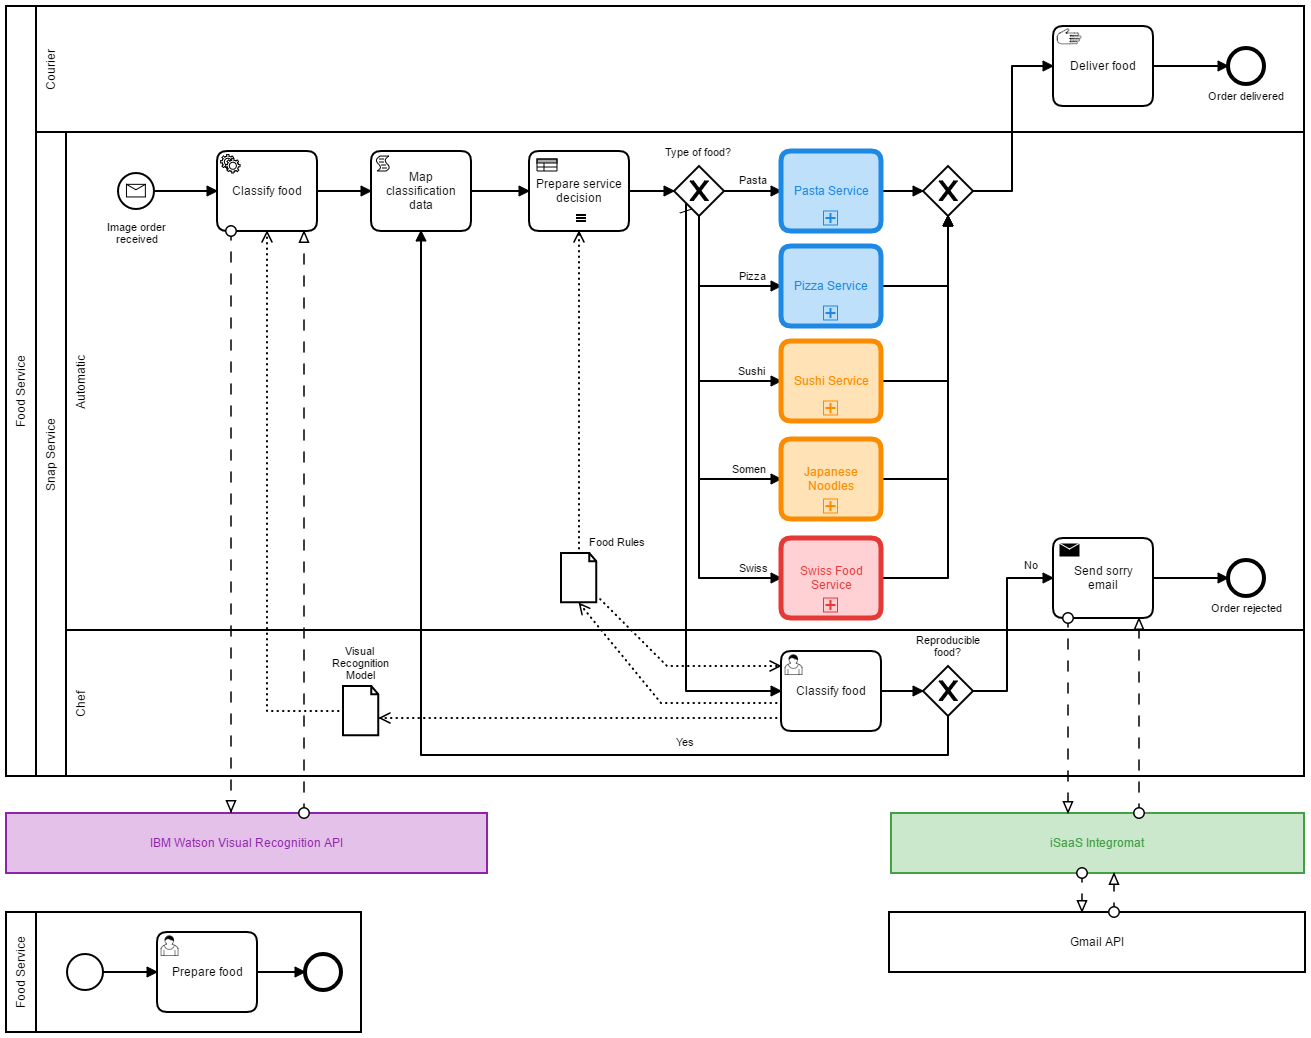 Courier
Deliver food
Order delivered
Food Service
Snap Service
Automatic
Image order
received
Classify food
Map
classification
data
Prepare service
decision
Type of food?
Pasta
Pasta Service
Pizza
Pizza Service
Sushi
Sushi Service
Somen
Japanese
Noodles
Swiss
Swiss Food
Service
Food Rules
No
Send sorry
email
Order rejected
Chef
Visual
Recognition
Model
Classify food
Reproducible
food?
Yes
IBM Watson Visual Recognition API
iSaaS Integromat
Gmail API
Food Service
Prepare food